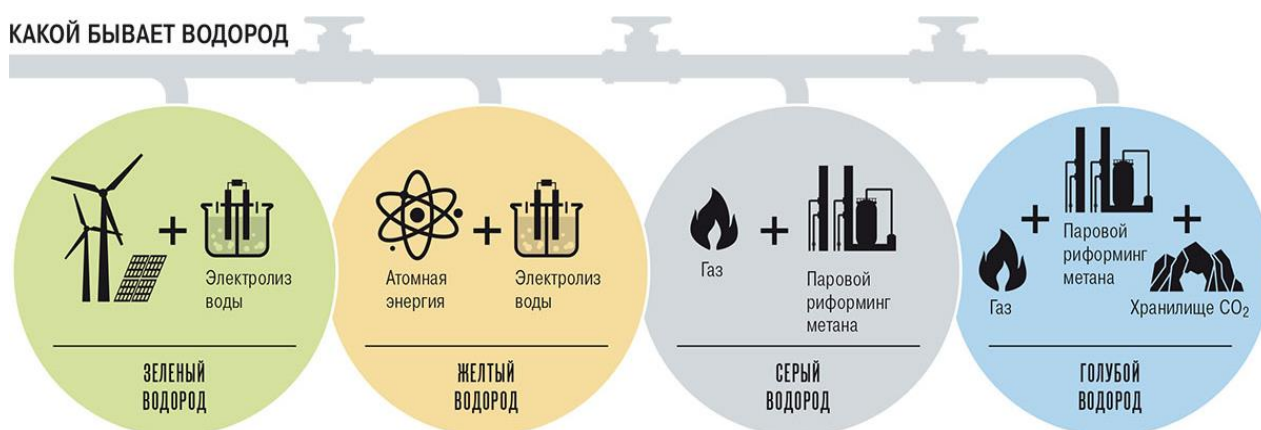 КАКОЙ БЫВАЕТ ВОДОРОД
Электролиз
воды
ЗЕЛЕНЫЙ
ВОДОРОД
Атомная
энергия
Электролиз
воды
ЖЕЛТЫЙ
ВОДОРОД
Газ
Паровой
риформинг
метана
СЕРЫЙ
ВОДОРОД
Газ
Паровой
риформинг
метана
Хранилище CO₂
ГОЛУБОЙ
ВОДОРОД